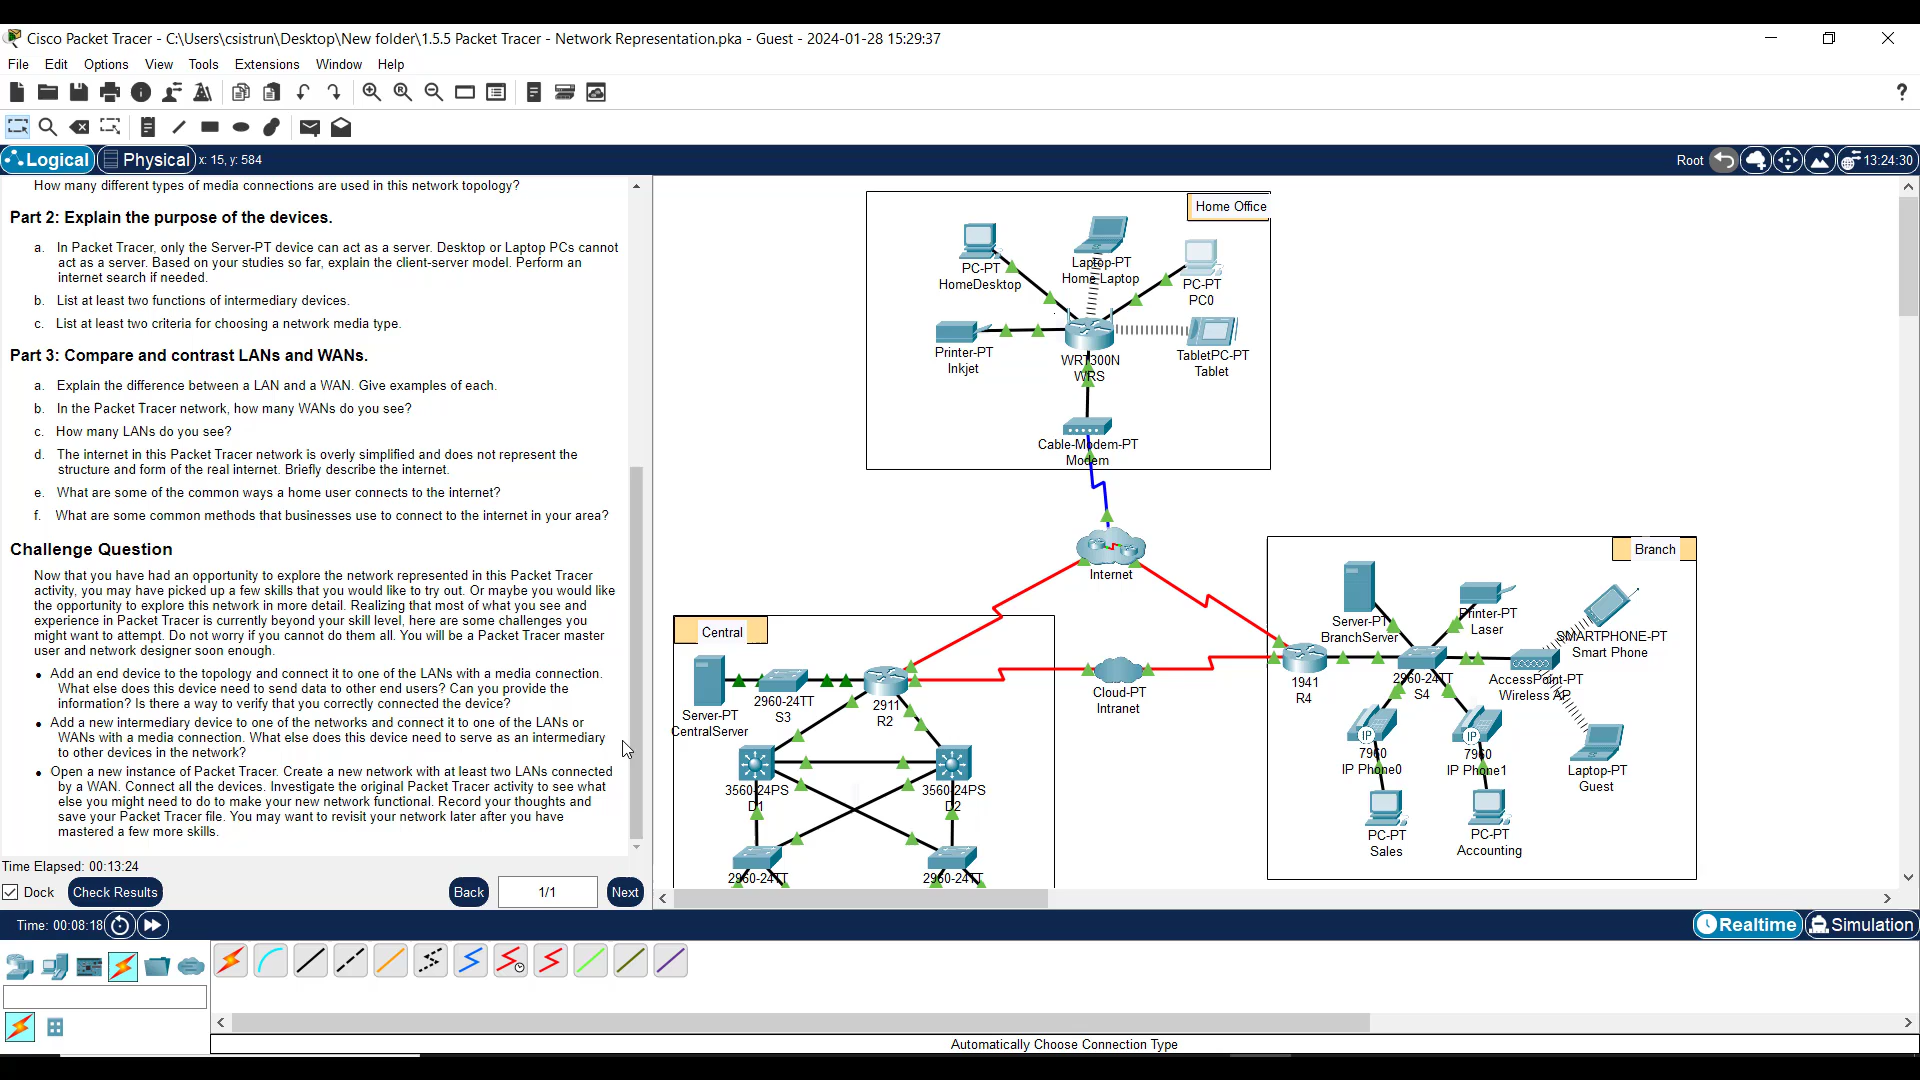 Cisco Packet Tracer - C:\Users\csistrun\Desktop\New folder\1.5.5 Packet Tracer - Network Representation.pka - Guest - 2024-01-28 15:29:37
File Edit Options View Tools Extensions Window Help
?
Logical Physical x: 15, y: 584
Root 13:24:30
How many different types of media connections are used in this network topology?
Part 2: Explain the purpose of the devices.
a. In Packet Tracer, only the Server-PT device can act as a server. Desktop or Laptop PCs cannot
act as a server. Based on your studies so far, explain the client-server model. Perform an
internet search if needed.
b. List at least two functions of intermediary devices.
c. List at least two criteria for choosing a network media type.
Part 3: Compare and contrast LANs and WANs.
a. Explain the difference between a LAN and a WAN. Give examples of each.
b. In the Packet Tracer network, how many WANs do you see?
c. How many LANs do you see?
d. The internet in this Packet Tracer network is overly simplified and does not represent the
structure and form of the real internet. Briefly describe the internet.
e. What are some of the common ways a home user connects to the internet?
f. What are some common methods that businesses use to connect to the internet in your area?
Challenge Question
Now that you have had an opportunity to explore the network represented in this Packet Tracer
activity, you may have picked up a few skills that you would like to try out. Or maybe you would like
the opportunity to explore this network in more detail. Realizing that most of what you see and
experience in Packet Tracer is currently beyond your skill level, here are some challenges you
might want to attempt. Do not worry if you cannot do them all. You will be a Packet Tracer master
user and network designer soon enough.
• Add an end device to the topology and connect it to one of the LANs with a media connection.
What else does this device need to send data to other end users? Can you provide the
information? Is there a way to verify that you correctly connected the device?
• Add a new intermediary device to one of the networks and connect it to one of the LANs or
WANs with a media connection. What else does this device need to serve as an intermediary
to other devices in the network?
• Open a new instance of Packet Tracer. Create a new network with at least two LANs connected
by a WAN. Connect all the devices. Investigate the original Packet Tracer activity to see what
else you might need to do to make your new network functional. Record your thoughts and
save your Packet Tracer file. You may want to revisit your network later after you have
mastered a few more skills.
Time Elapsed: 00:13:24
Dock Check Results Back 1/1 Next
Home Office
PC-PT
HomeDesktop
Laptop-PT
Home Laptop
PC-PT
PC0
Printer-PT
Inkjet
WRT300N
WRS
TabletPC-PT
Tablet
Cable-Modem-PT
Modem
Internet
Central
Server-PT
CentralServer
2960-24TT
S3
2911
R2
3560-24PS
D1
3560-24PS
D2
2960-24TT
2960-24TT
Cloud-PT
Intranet
Branch
Server-PT
BranchServer
Printer-PT
Laser
SMARTPHONE-PT
Smart Phone
1941
R4
2960-24TT
S4
AccessPoint-PT
Wireless AP
IP
7960
IP Phone0
IP
7960
IP Phone1
Laptop-PT
Guest
PC-PT
Sales
PC-PT
Accounting
Time: 00:08:18
Realtime Simulation
Automatically Choose Connection Type